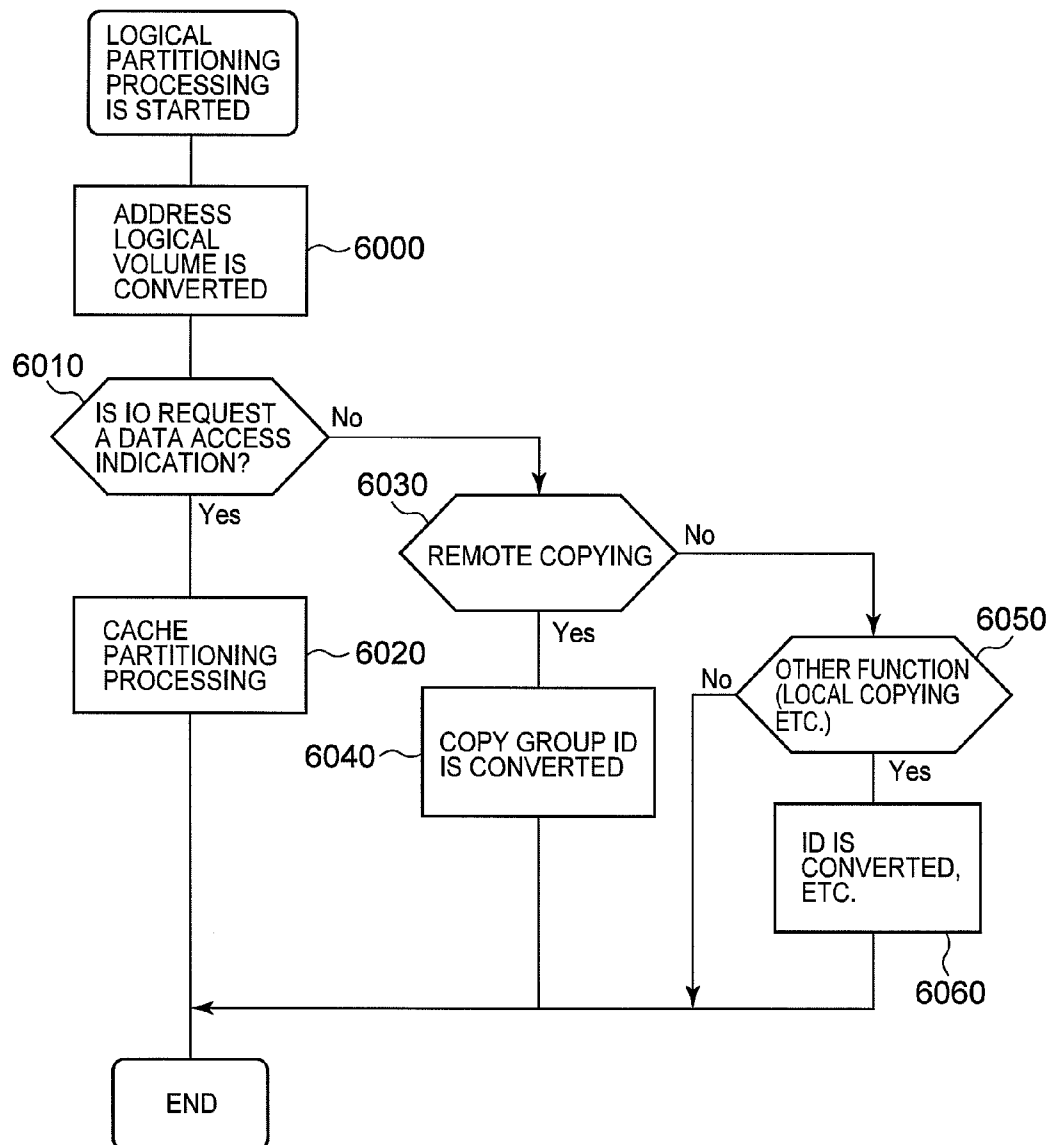 LOGICAL
PARTITIONING
PROCESSING
IS STARTED
ADDRESS
LOGICAL
VOLUME IS
CONVERTED
6000
6010
IS IO REQUEST
A DATA ACCESS
INDICATION?
No
Yes
6030
REMOTE COPYING
No
Yes
CACHE
PARTITIONING
PROCESSING
6020
6050
OTHER FUNCTION
(LOCAL COPYING
ETC.)
No
Yes
6040
COPY GROUP ID
IS CONVERTED
ID IS
CONVERTED,
ETC.
6060
END